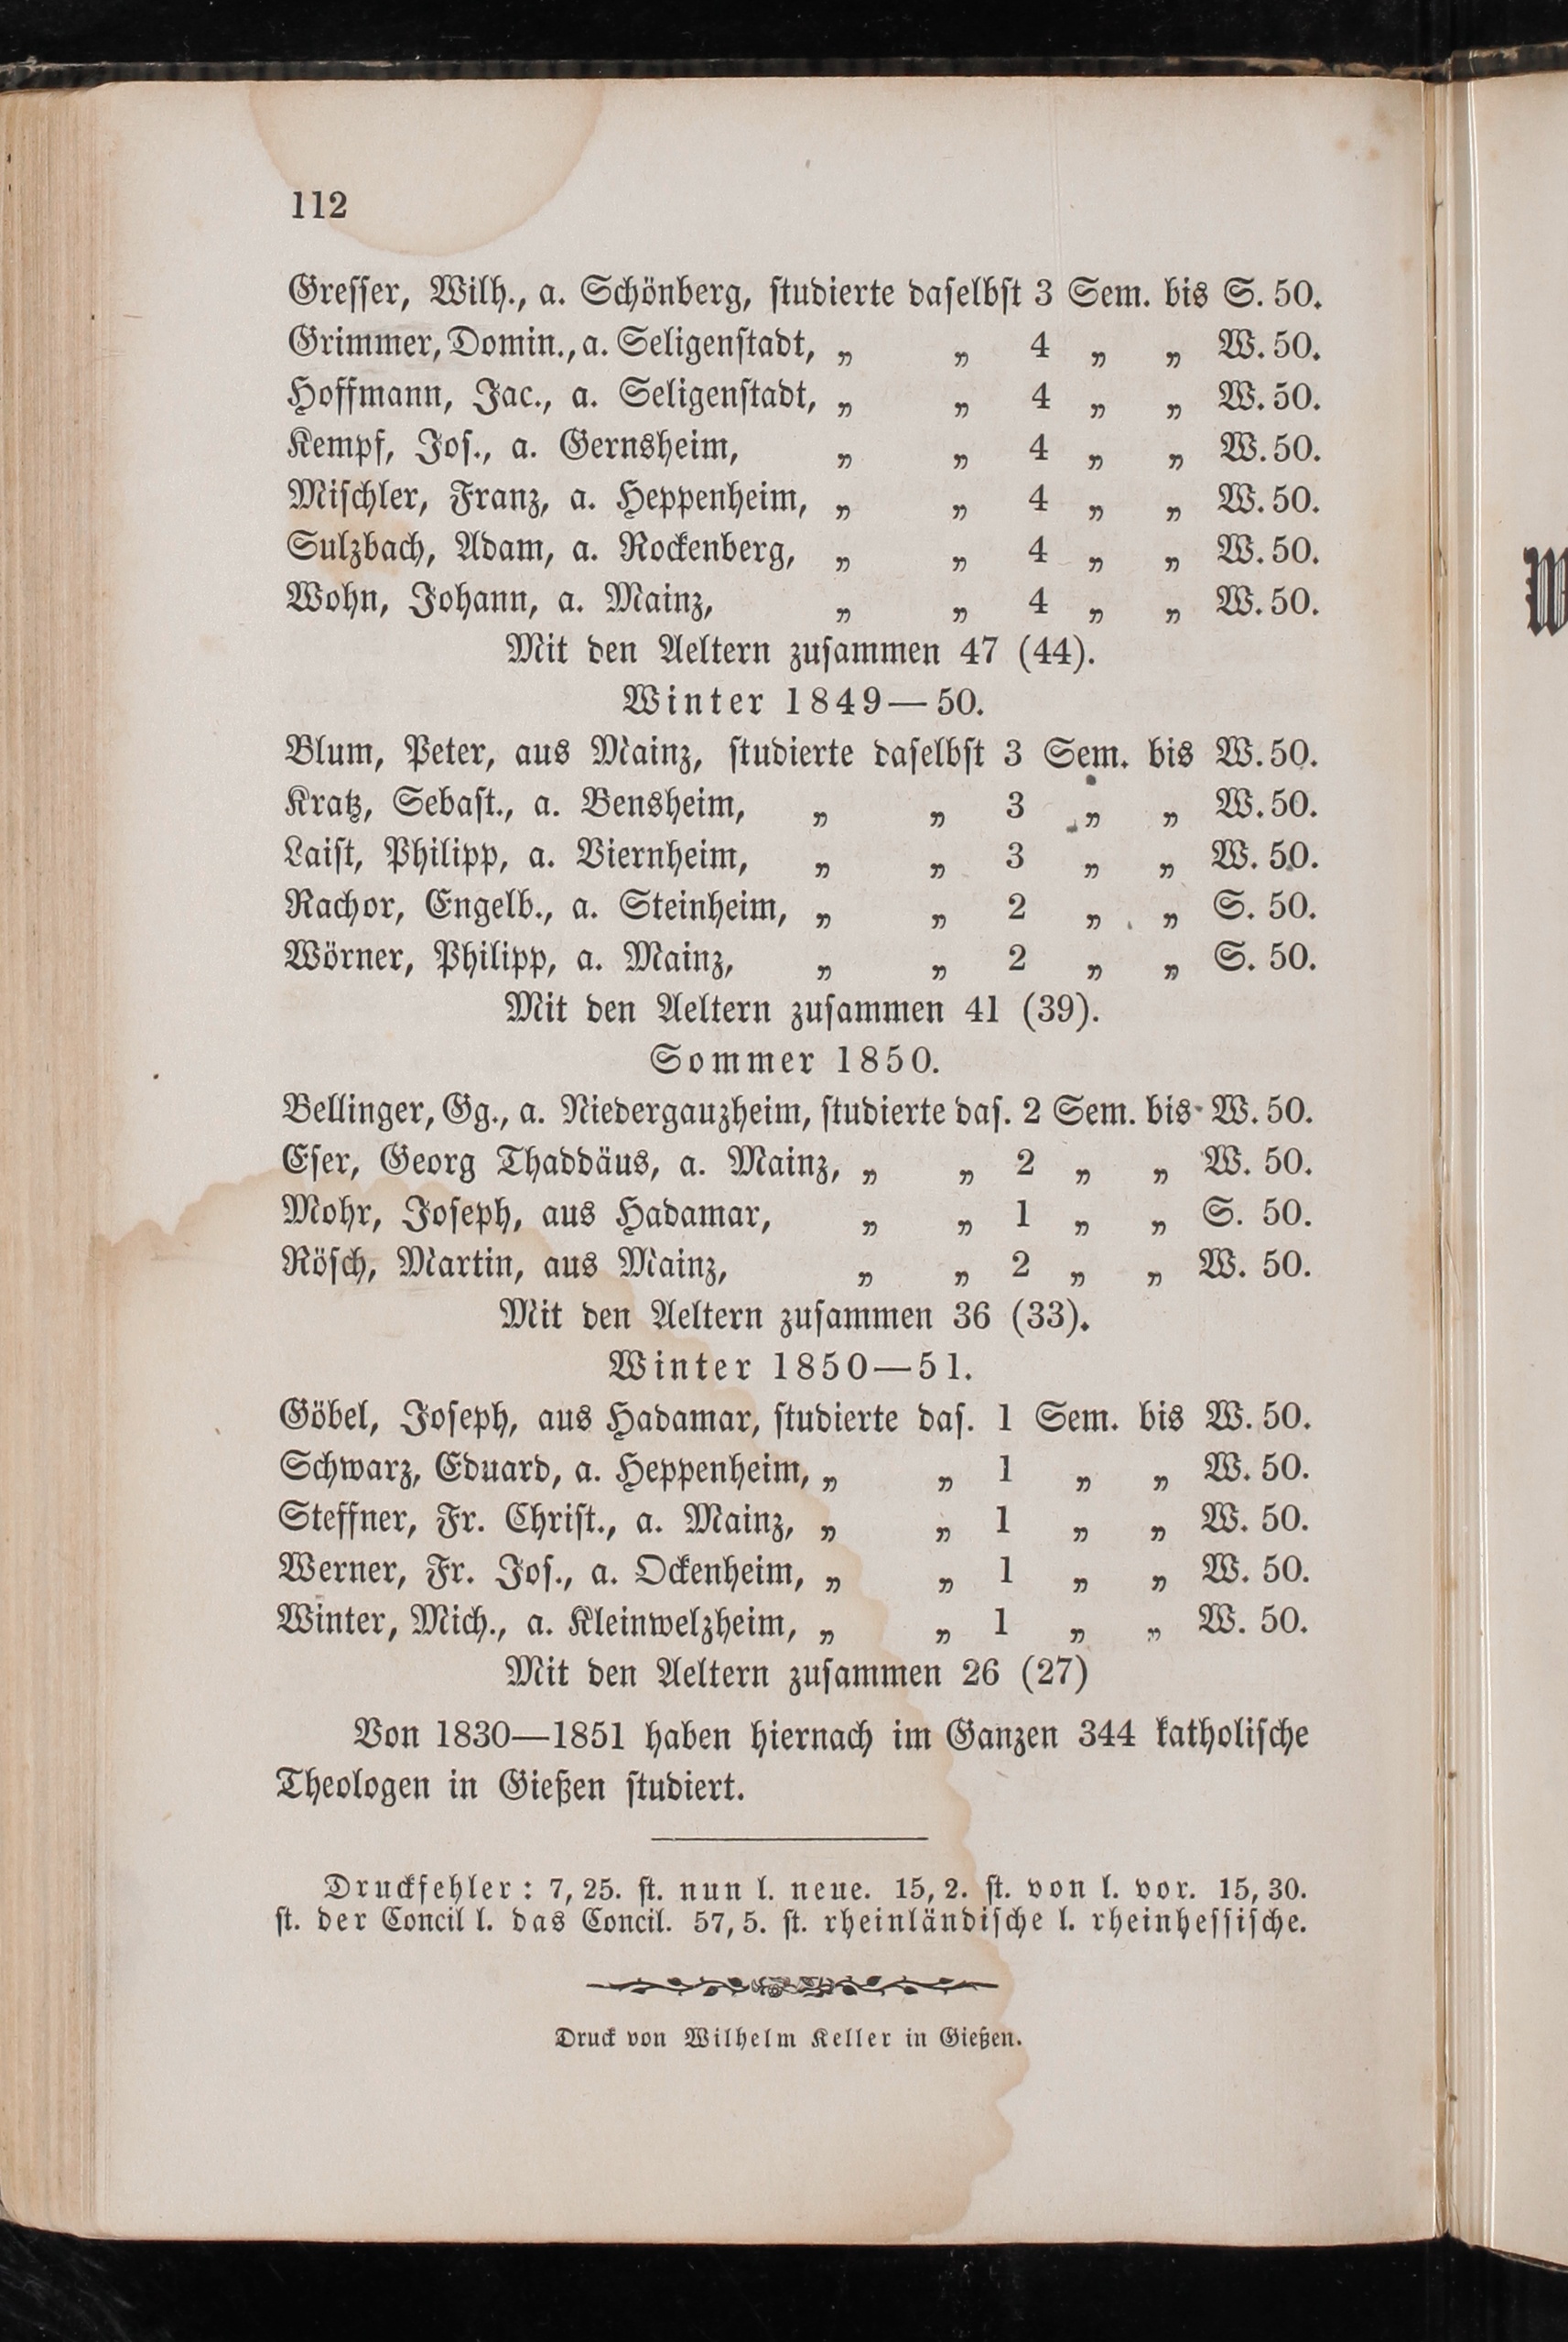 112
Gresser, Wilh., a. Schönberg, studierte daselbst 3 Sem. bis S. 50.
Grimmer, Domin., a. Seligenstadt, „ „ 4 „ „ W. 50.
Hoffmann, Jac., a. Seligenstadt, „ „ 4 „ „ W. 50.
Kempf, Jos., a. Gernsheim, „ „ 4 „ „ W. 50.
Mischler, Franz, a. Heppenheim, „ „ 4 „ „ W. 50.
Sulzbach, Adam, a. Rockenberg, „ „ 4 „ „ W. 50.
Wohn, Johann, a. Mainz, „ „ 4 „ „ W. 50.
Mit den Aeltern zusammen 47 (44).
Winter 1849—50.
Blum, Peter, aus Mainz, studierte daselbst 3 Sem. bis W. 50.
Kratz, Sebast., a. Bensheim, „ „ 3 „ „ W. 50.
Laist, Philipp, a. Viernheim, „ „ 3 „ „ W. 50.
Rachor, Engelb., a. Steinheim, „ „ 2 „ „ S. 50.
Wörner, Philipp, a. Mainz, „ „ 2 „ „ S. 50.
Mit den Aeltern zusammen 41 (39).
Sommer 1850.
Bellinger, Gg., a. Niedergauzheim, studierte das. 2 Sem. bis W. 50.
Eser, Georg Thaddäus, a. Mainz, „ „ 2 „ „ W. 50.
Mohr, Joseph, aus Hadamar, „ „ 1 „ „ S. 50.
Rösch, Martin, aus Mainz, „ „ 2 „ „ W. 50.
Mit den Aeltern zusammen 36 (33).
Winter 1850—51.
Göbel, Joseph, aus Hadamar, studierte das. 1 Sem. bis W. 50.
Schwarz, Eduard, a. Heppenheim, „ „ 1 „ „ W. 50.
Steffner, Fr. Christ., a. Mainz, „ „ 1 „ „ W. 50.
Werner, Fr. Jos., a. Ockenheim, „ „ 1 „ „ W. 50.
Winter, Mich., a. Kleinwelzheim, „ „ 1 „ „ W. 50.
Mit den Aeltern zusammen 26 (27)
Von 1830—1851 haben hiernach im Ganzen 344 katholische
Theologen in Gießen studiert.
Druckfehler: 7, 25. st. nun l. neue. 15, 2. st. von l. vor. 15, 30.
st. der Concil l. das Concil. 57, 5. st. rheinländische l. rheinhessische.
Druck von Wilhelm Keller in Gießen.